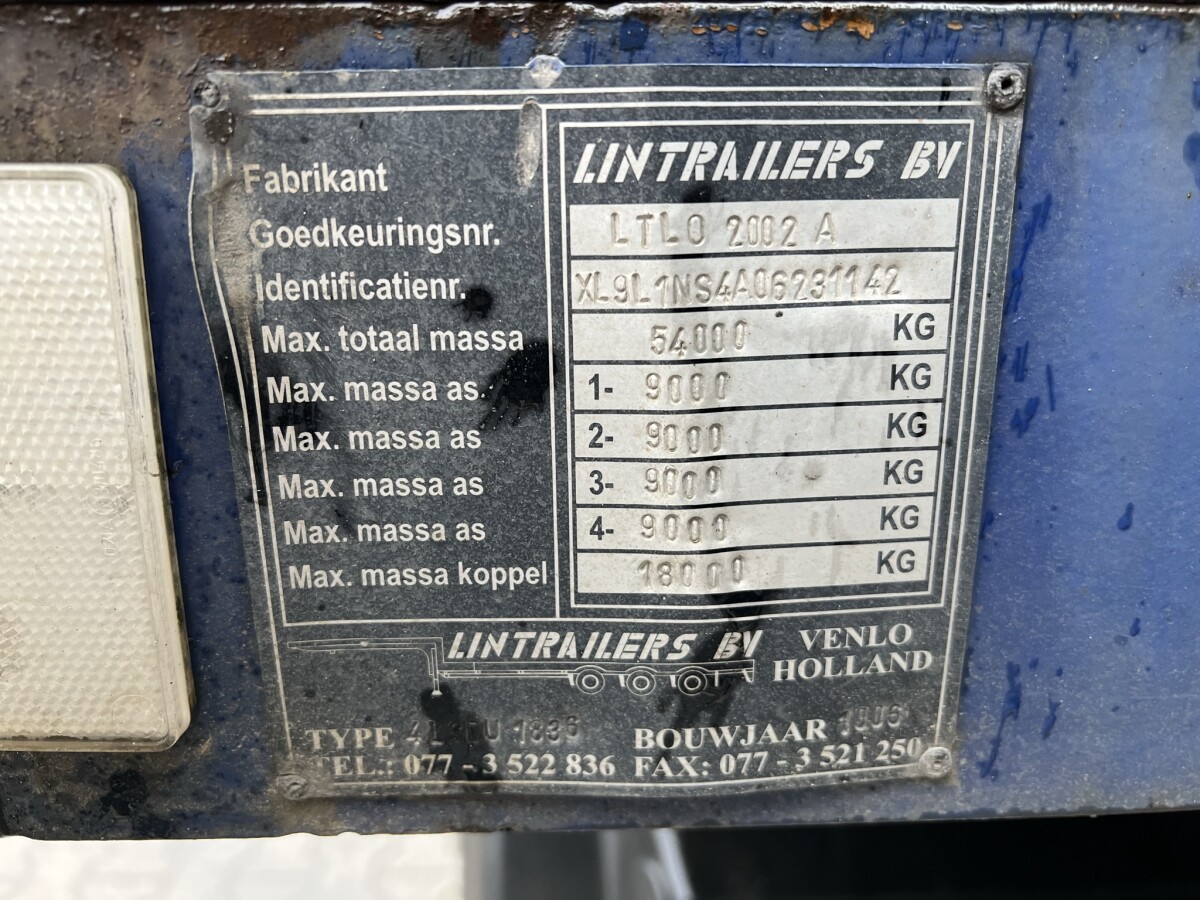 Fabrikant LINTRAILERS BV
Goedkeuringsnr. LTLO 2002 A
Identificatienr. XL9L1NS4A06231142
Max. totaal massa 54000 KG
Max. massa as. 1- 9000 KG
Max. massa as 2- 9000 KG
Max. massa as 3- 9000 KG
Max. massa as 4- 9000 KG
Max. massa koppel 18000 KG
LINTRAILERS BV VENLO
HOLLAND
TYPE 1836 BOUWJAAR
TEL.: 077 - 3 522 836 FAX: 077 - 3 521 250